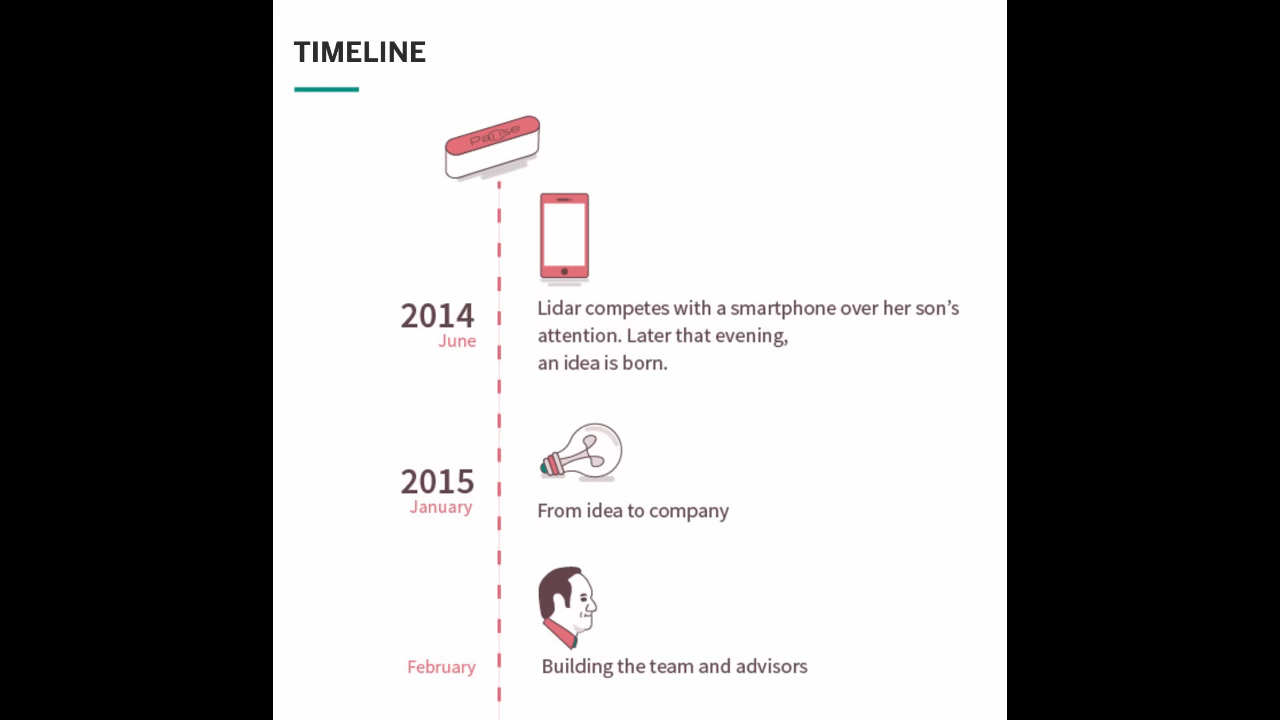 TIMELINE
Pause
2014
June
Lidar competes with a smartphone over her son's
attention. Later that evening,
an idea is born.
2015
January
From idea to company
February
Building the team and advisors